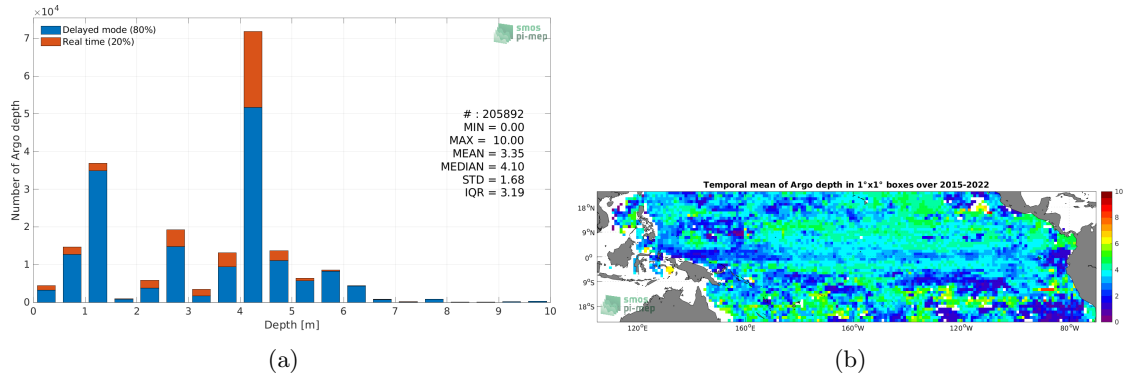 ×10⁴
Delayed mode (80%)
Real time (20%)
smos
pi-mep
7
6
5
4
3
2
1
0
Number of Argo depth
# : 205892
MIN = 0.00
MAX = 10.00
MEAN = 3.35
MEDIAN = 4.10
STD = 1.68
IQR = 3.19
0 1 2 3 4 5 6 7 8 9 10
Depth [m]
(a)
Temporal mean of Argo depth in 1°x1° boxes over 2015-2022
18°N
9°N
0°
9°S
18°S
smos
pi-mep
120°E 160°E 160°W 120°W 80°W
10
8
6
4
2
0
(b)